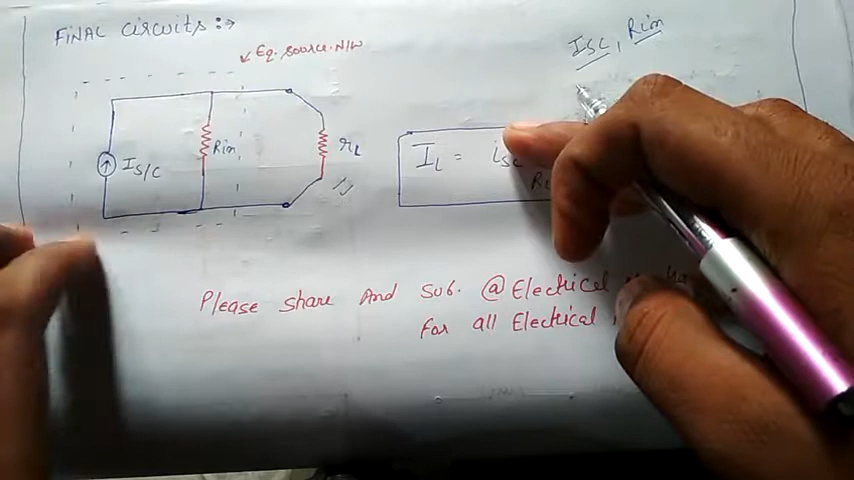 FINAL Circuits :→
Eq. source. N/W
ISC, Rin
IS/C
Rin
rL
IL = iSC
Please share And Sub. @ Electrical
for all Electrical